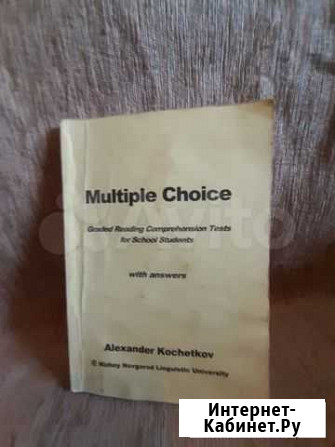 Multiple Choice
Graded Reading Comprehension Tests
for School Students
with answers
Alexander Kochetkov
© Nizhny Novgorod Linguistic University
Avito
Интернет-
Кабинет.Ру